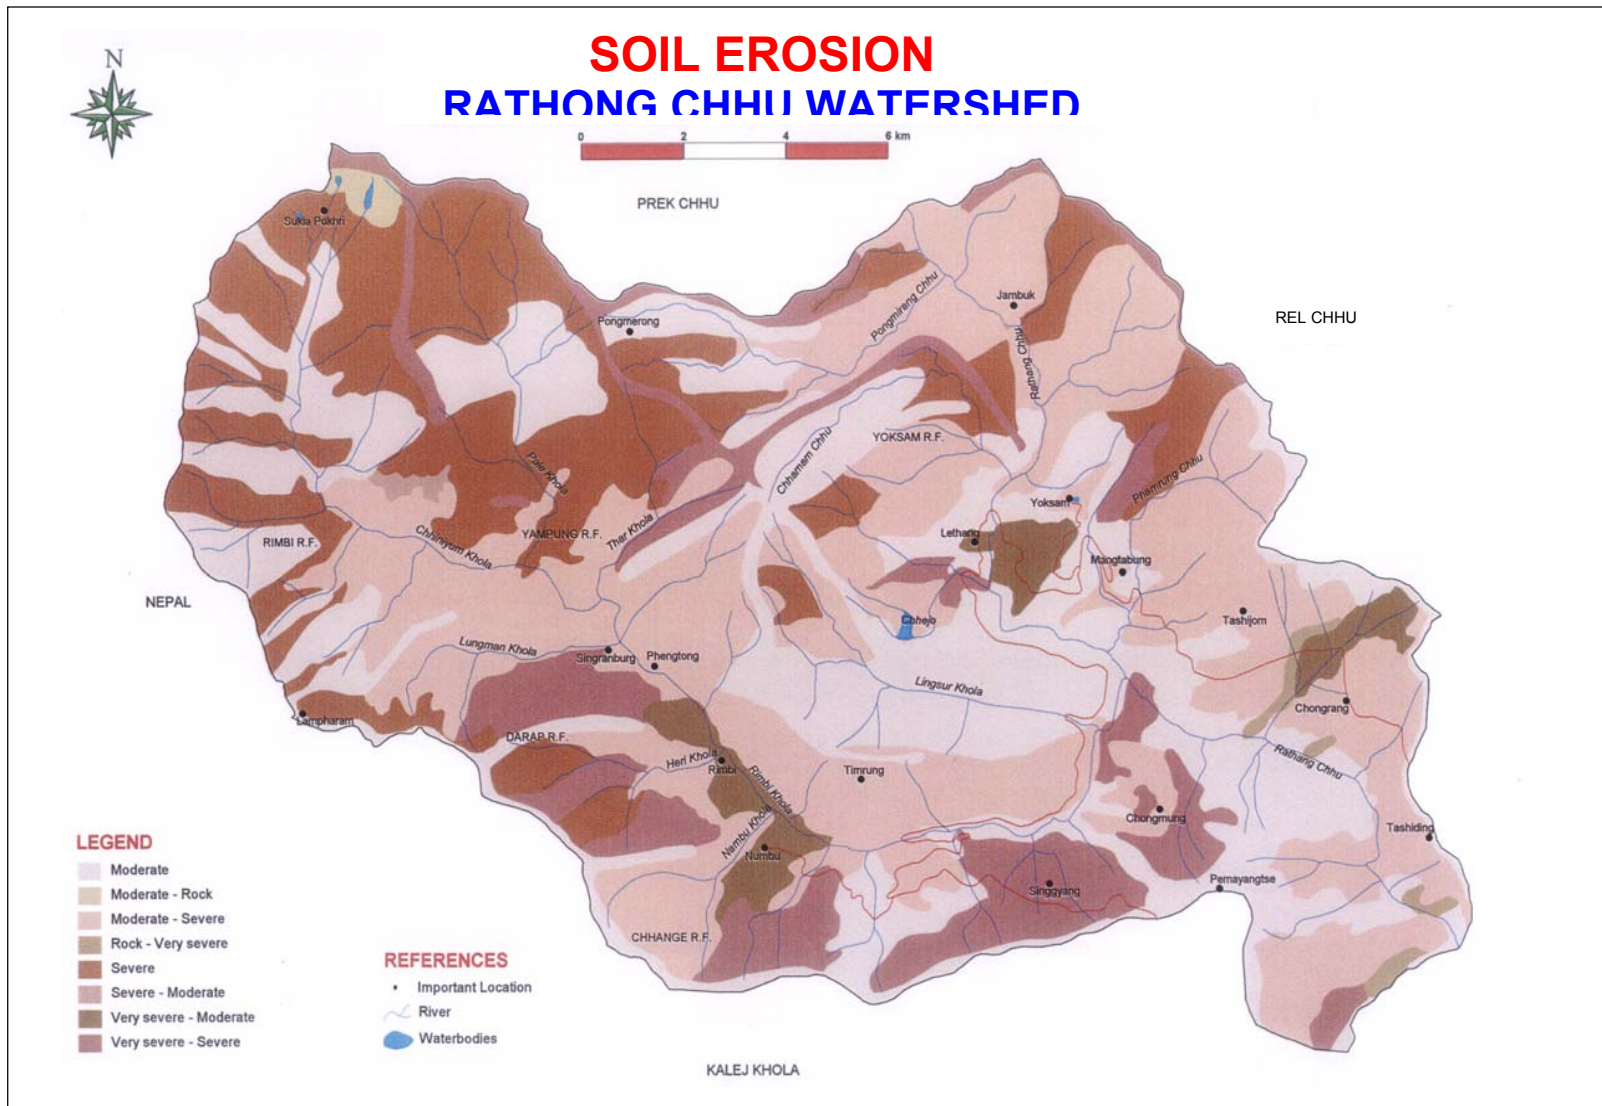 SOIL EROSION
RATHONG CHHU WATERSHED
N
0 2 4 6 km
PREK CHHU
Sukia Pokhri
REL CHHU
Jambuk
Pongmirang Chhu
Pongmerong
Rathang Chhu
Chhamam Chhu
YOKSAM R.F.
Pale Khola
Phamrung Chhu
Yoksam
Chhiniyum Khola
YAMPUNG R.F.
Thar Khola
Lethang
RIMBI R.F.
Mangtabung
NEPAL
Chhejo
Tashijom
Lungman Khola
Singranburg
Phengtong
Lingsur Khola
Chongrang
Lampharam
DARAP R.F.
Heri Khola
Rimbi
Rimbi Khola
Timrung
Rathang Chhu
Chongmung
Nambu Khola
Numbu
Tashiding
Singgyang
Pemayangtse
CHHANGE R.F.
LEGEND
Moderate
Moderate - Rock
Moderate - Severe
Rock - Very severe
Severe
Severe - Moderate
Very severe - Moderate
Very severe - Severe
REFERENCES
Important Location
River
Waterbodies
KALEJ KHOLA